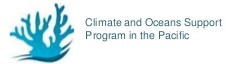 Climate and Oceans Support
Program in the Pacific